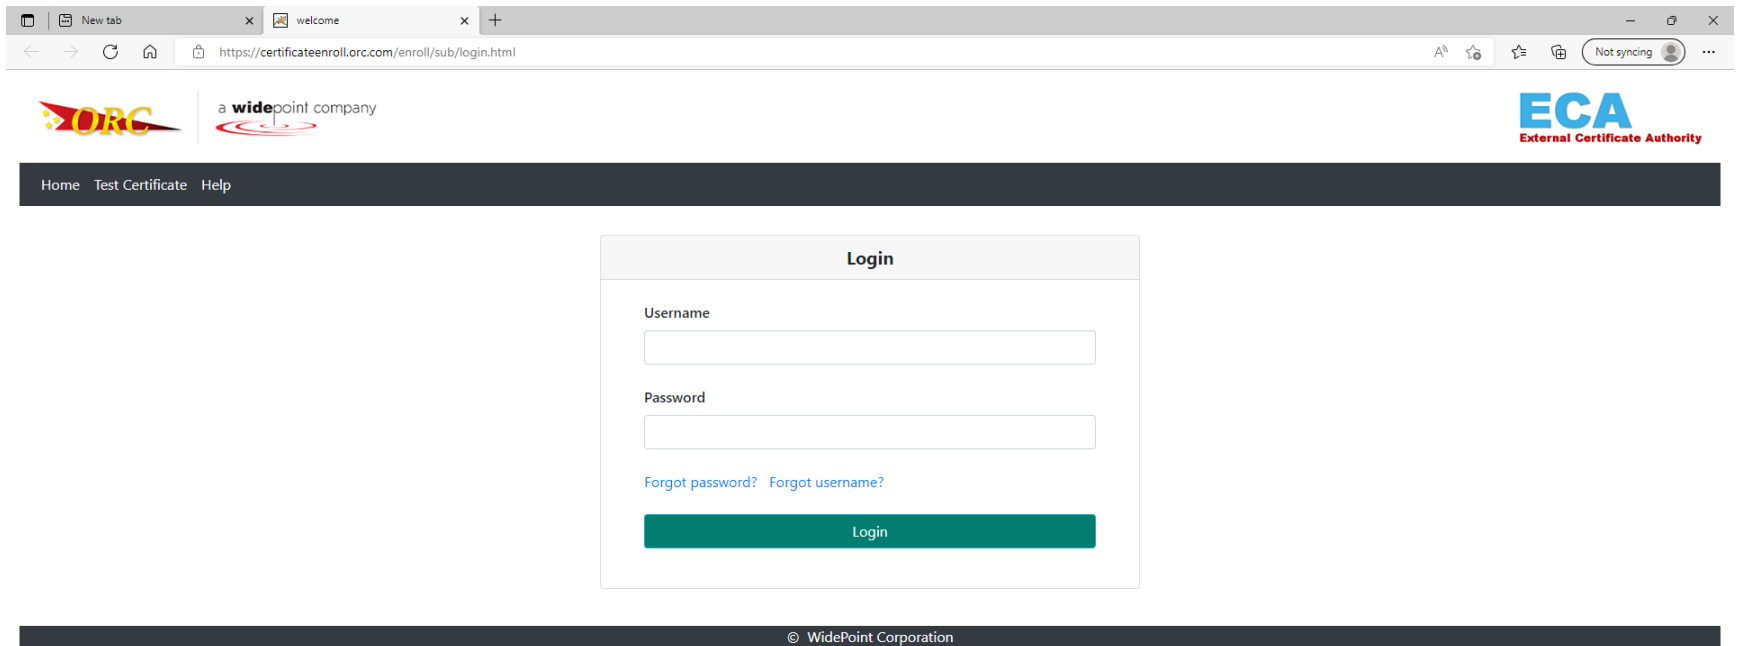 New tab
welcome
https://certificateenroll.orc.com/enroll/sub/login.html
Not syncing
ORC
a widepoint company
ECA
External Certificate Authority
Home Test Certificate Help
Login
Username
Password
Forgot password? Forgot username?
Login
© WidePoint Corporation